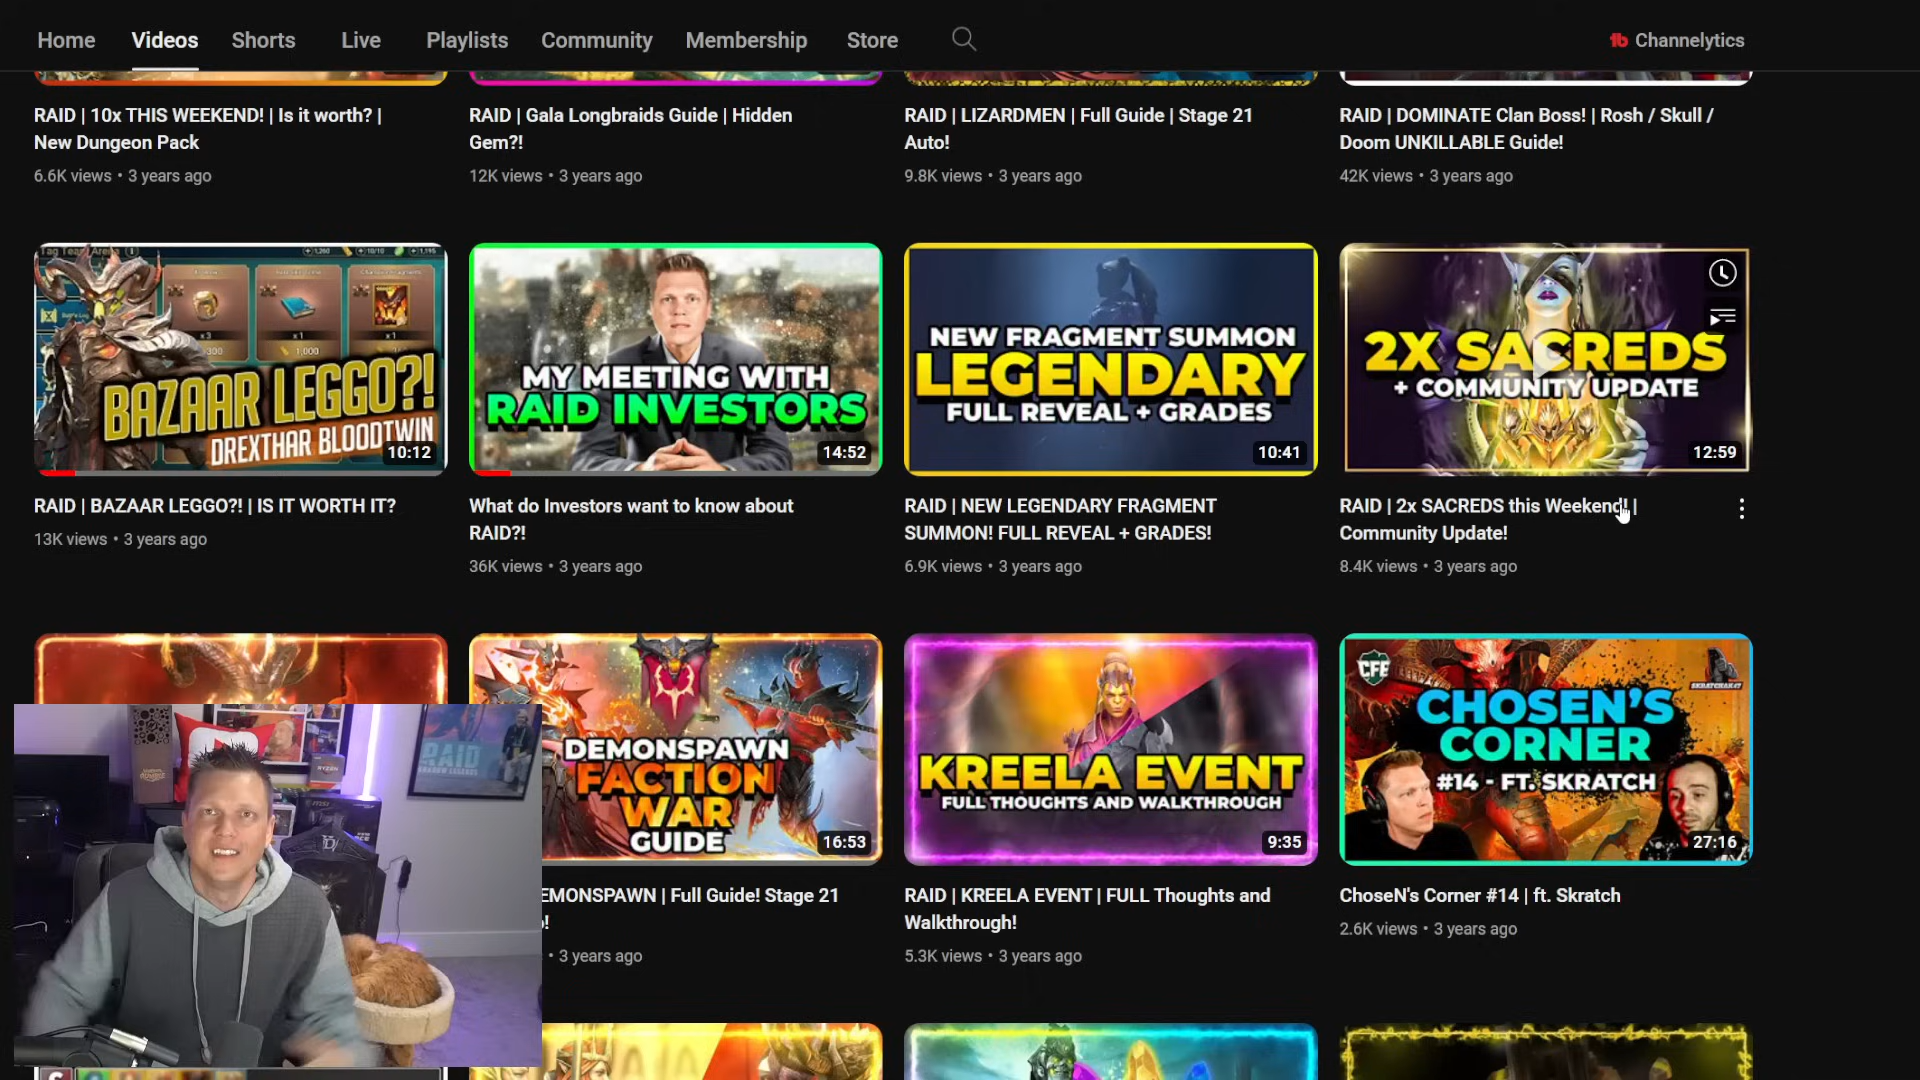 Home Videos Shorts Live Playlists Community Membership Store
Channelytics
RAID | 10x THIS WEEKEND! | Is it worth? |
New Dungeon Pack
6.6K views • 3 years ago
RAID | Gala Longbraids Guide | Hidden
Gem?!
12K views • 3 years ago
RAID | LIZARDMEN | Full Guide | Stage 21
Auto!
9.8K views • 3 years ago
RAID | DOMINATE Clan Boss! | Rosh / Skull /
Doom UNKILLABLE Guide!
42K views • 3 years ago
BAZAAR LEGGO?!
DREXTHAR BLOODTWIN
10:12
RAID | BAZAAR LEGGO?! | IS IT WORTH IT?
13K views • 3 years ago
MY MEETING WITH
RAID INVESTORS
14:52
What do Investors want to know about
RAID?!
36K views • 3 years ago
NEW FRAGMENT SUMMON
LEGENDARY
FULL REVEAL + GRADES
10:41
RAID | NEW LEGENDARY FRAGMENT
SUMMON! FULL REVEAL + GRADES!
6.9K views • 3 years ago
2X SACREDS
+ COMMUNITY UPDATE
12:59
RAID | 2x SACREDS this Weekend! |
Community Update!
8.4K views • 3 years ago
RAID
DEMONSPAWN
FACTION
WAR
GUIDE
16:53
EMONSPAWN | Full Guide! Stage 21
o!
• 3 years ago
KREELA EVENT
FULL THOUGHTS AND WALKTHROUGH
9:35
RAID | KREELA EVENT | FULL Thoughts and
Walkthrough!
5.3K views • 3 years ago
CFE
SKRATCH
CHOSEN'S
CORNER
#14 - FT. SKRATCH
27:16
ChoseN's Corner #14 | ft. Skratch
2.6K views • 3 years ago